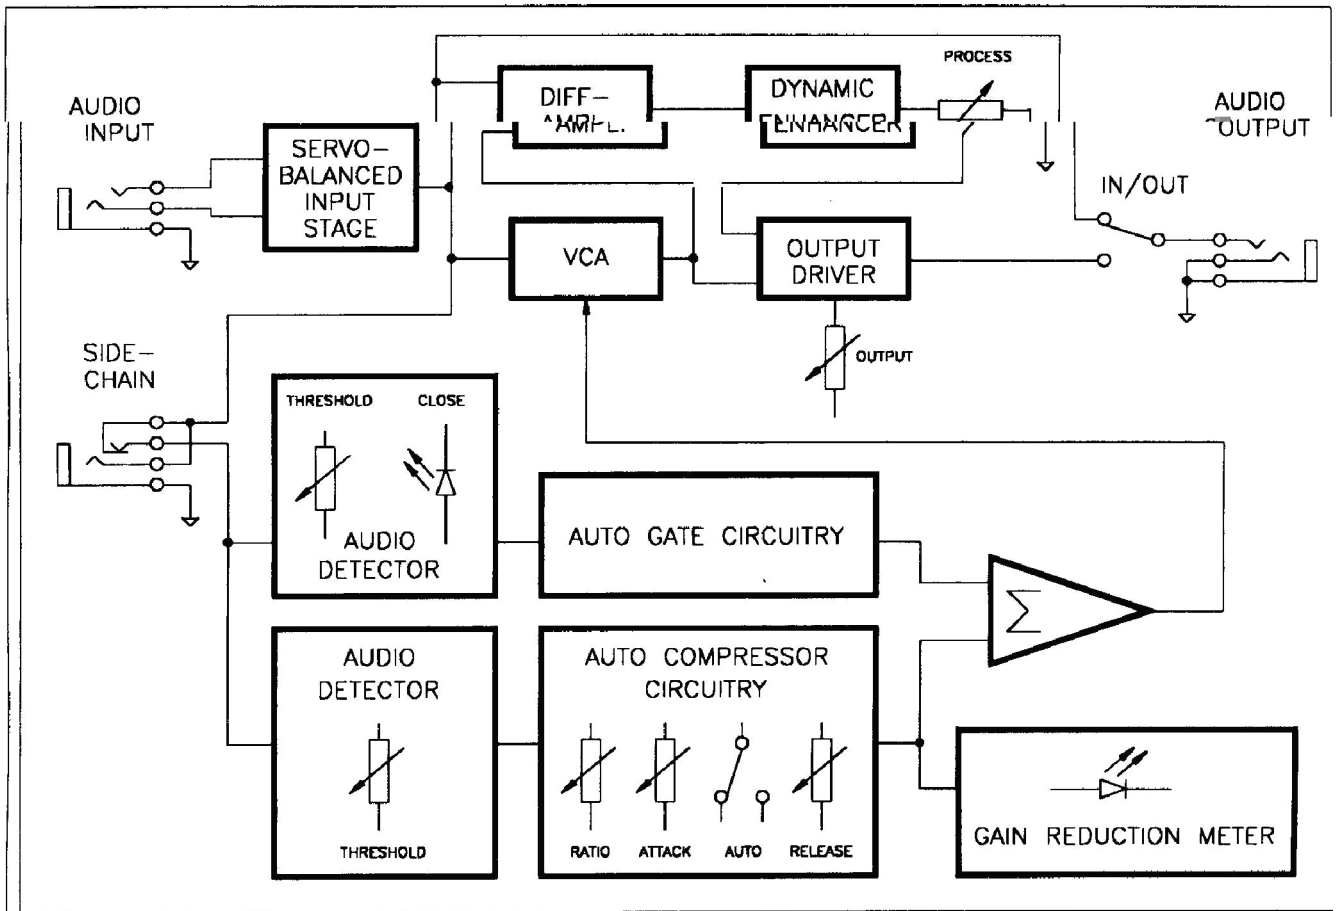 PROCESS
AUDIO
INPUT
DIFF-
AMPL.
DYNAMIC
ENHANCER
AUDIO
OUTPUT
SERVO-
BALANCED
INPUT
STAGE
IN/OUT
VCA
OUTPUT
DRIVER
OUTPUT
SIDE-
CHAIN
THRESHOLD CLOSE
AUDIO
DETECTOR
AUTO GATE CIRCUITRY
Σ
AUDIO
DETECTOR
THRESHOLD
AUTO COMPRESSOR
CIRCUITRY
RATIO ATTACK AUTO RELEASE
GAIN REDUCTION METER